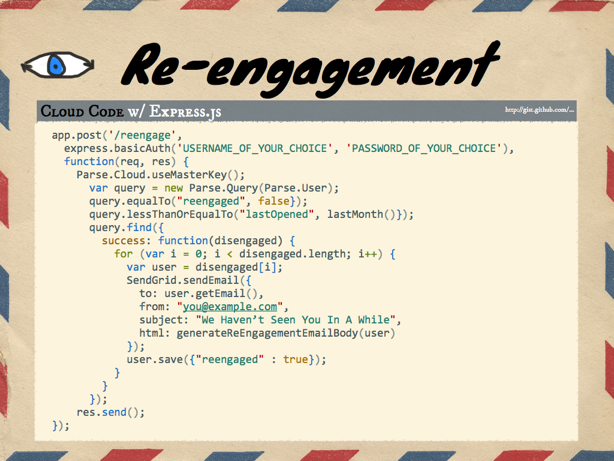 Re-engagement
Cloud Code w/ Express.js
http://gist.github.com/...
app.post('/reengage',
  express.basicAuth('USERNAME_OF_YOUR_CHOICE', 'PASSWORD_OF_YOUR_CHOICE'),
  function(req, res) {
    Parse.Cloud.useMasterKey();
      var query = new Parse.Query(Parse.User);
      query.equalTo("reengaged", false});
      query.lessThanOrEqualTo("lastOpened", lastMonth()});
      query.find({
        success: function(disengaged) {
          for (var i = 0; i < disengaged.length; i++) {
            var user = disengaged[i];
            SendGrid.sendEmail({
              to: user.getEmail(),
              from: "you@example.com",
              subject: "We Haven’t Seen You In A While",
              html: generateReEngagementEmailBody(user)
            });
            user.save({"reengaged" : true});
          }
        }
      });
    res.send();
});